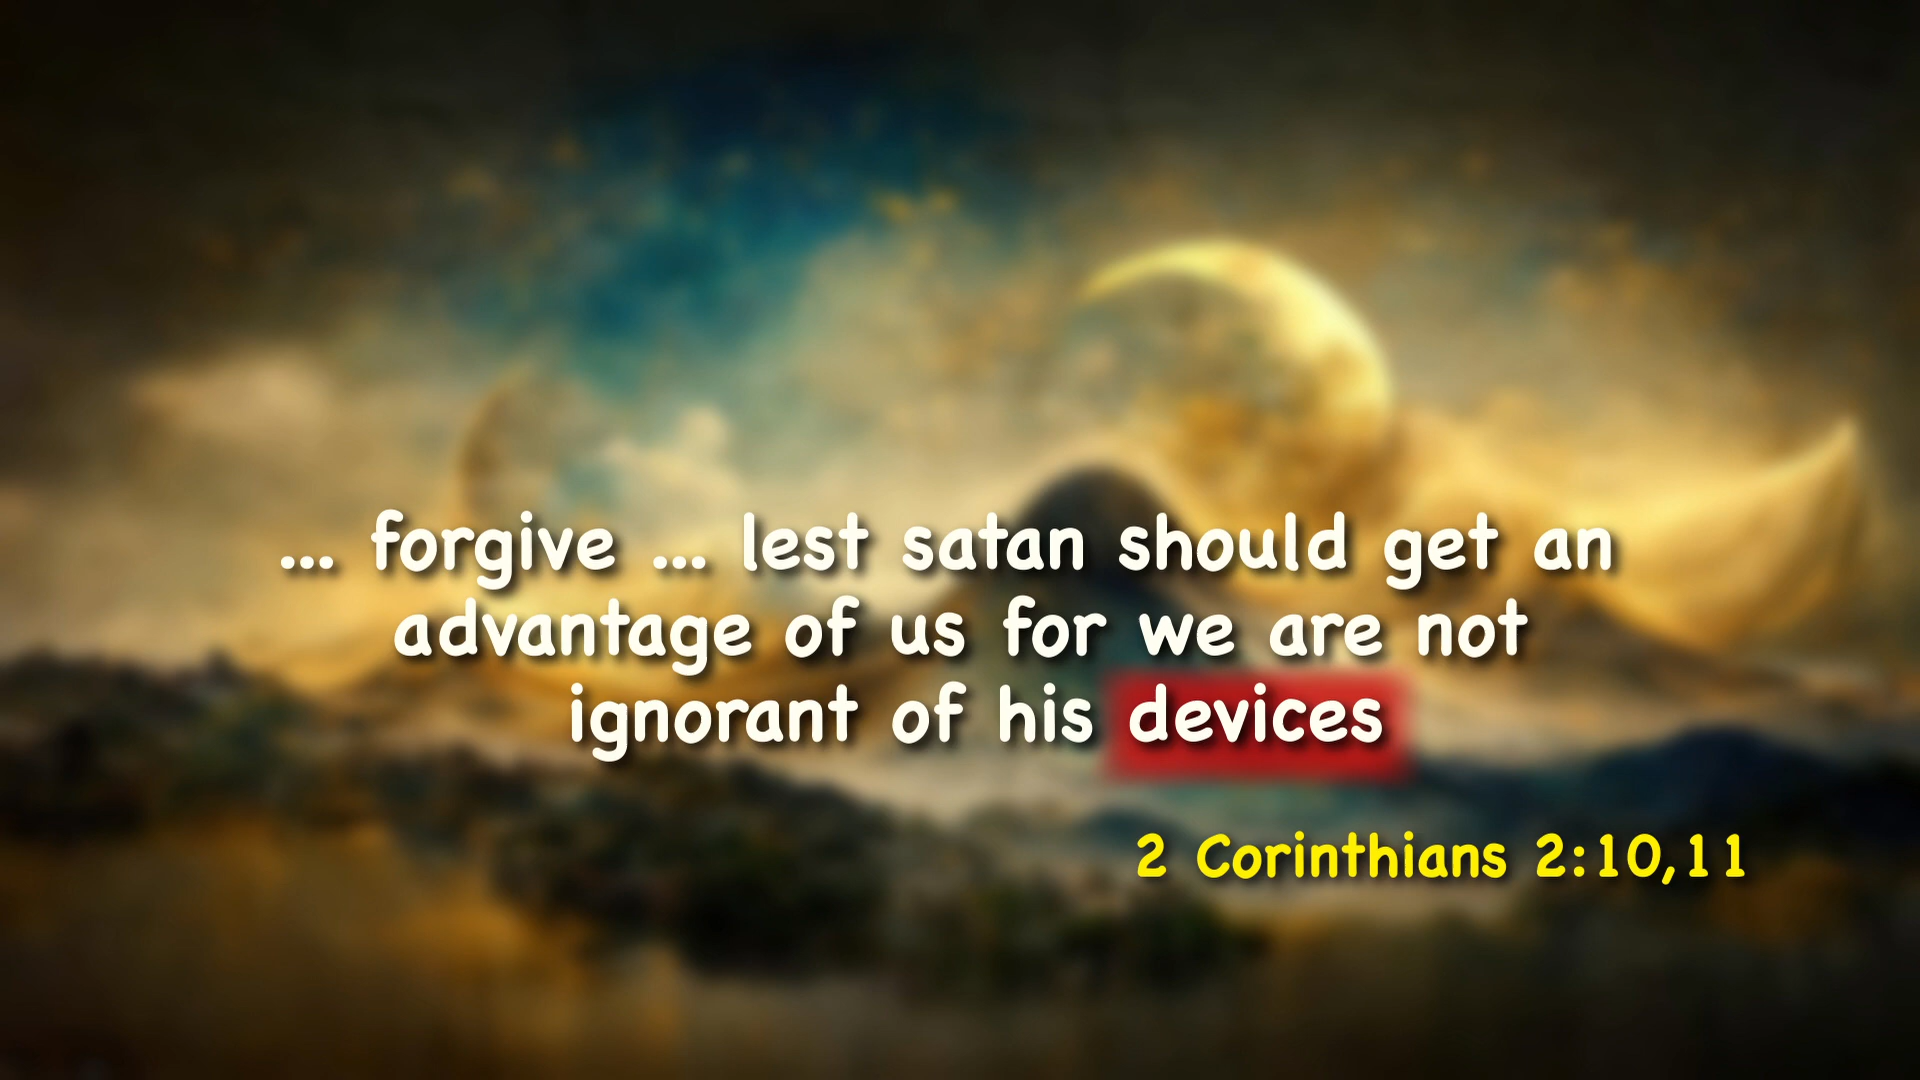 ... forgive ... lest satan should get an
advantage of us for we are not
ignorant of his devices
2 Corinthians 2:10,11